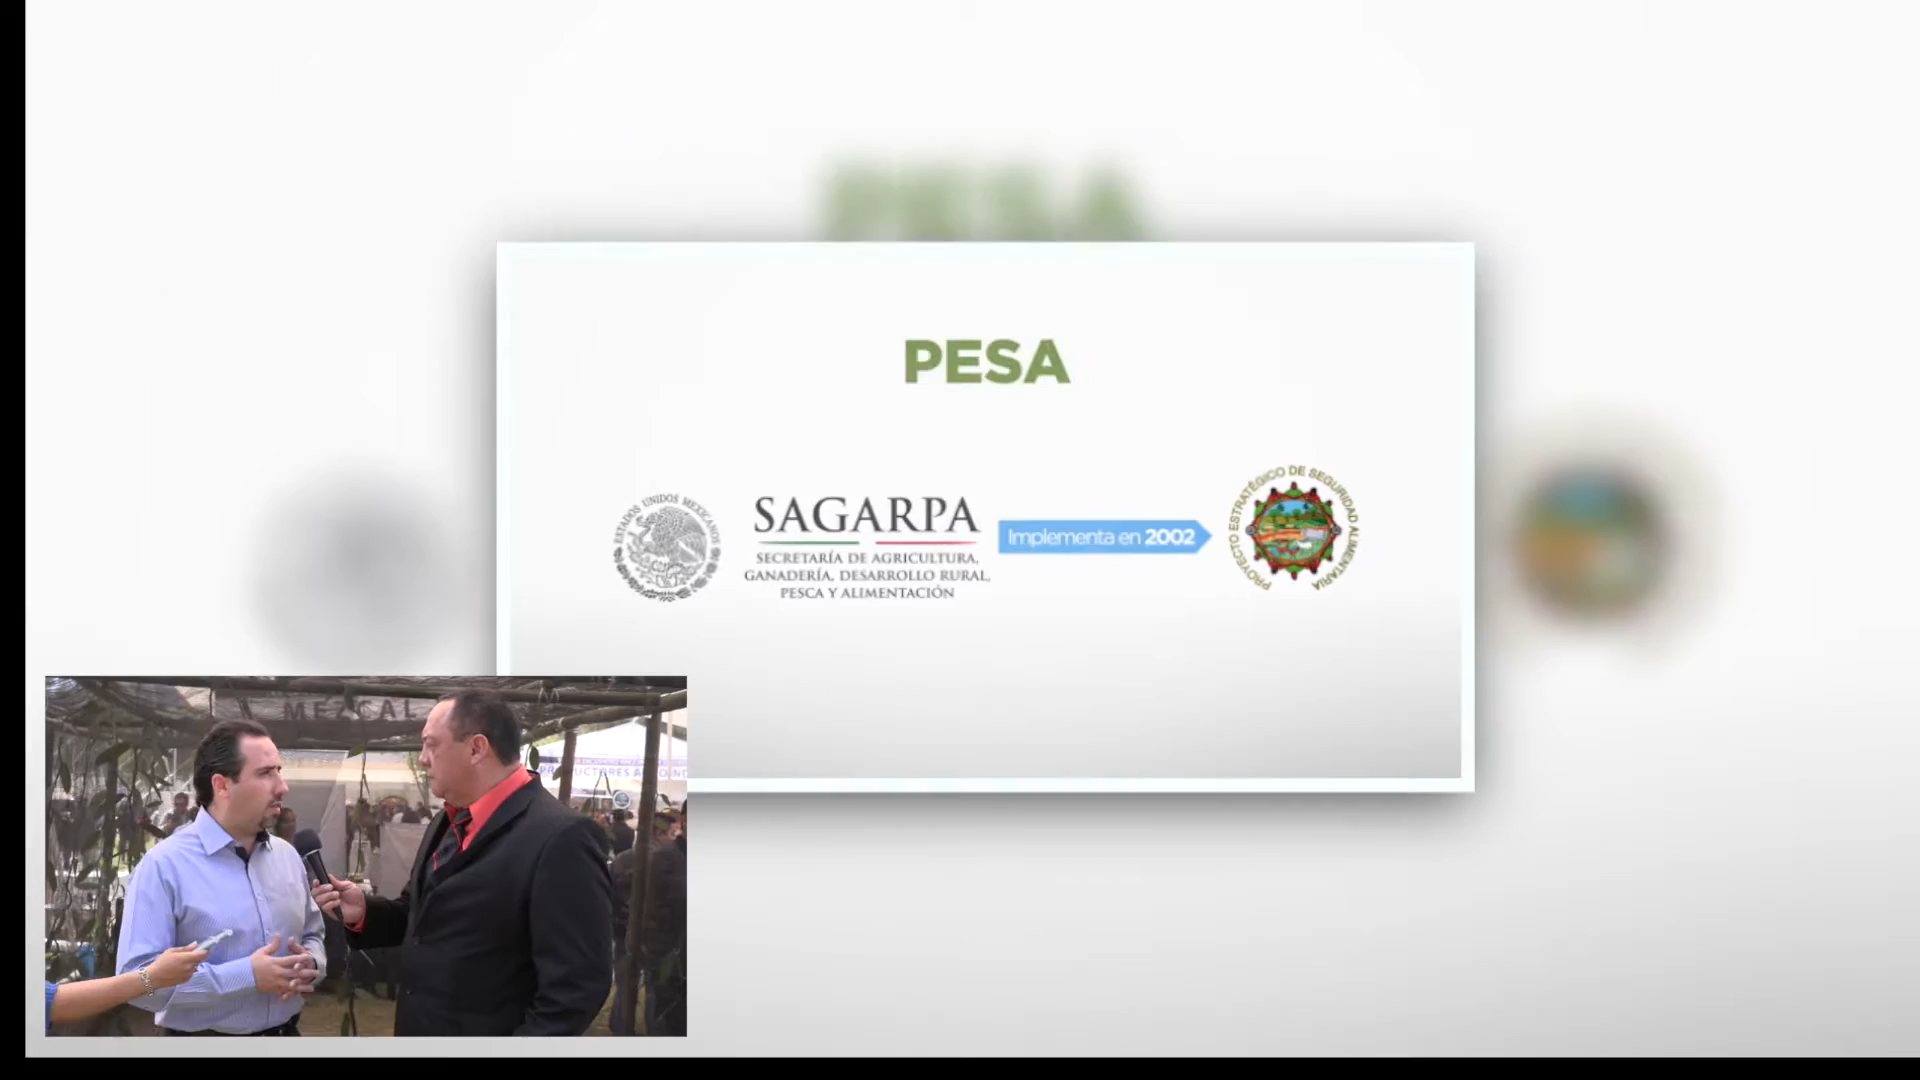 PESA
ESTADOS UNIDOS MEXICANOS
SAGARPA
SECRETARÍA DE AGRICULTURA,
GANADERÍA, DESARROLLO RURAL,
PESCA Y ALIMENTACIÓN
Implementa en 2002
PROYECTO ESTRATÉGICO DE SEGURIDAD ALIMENTARIA
MEZCAL